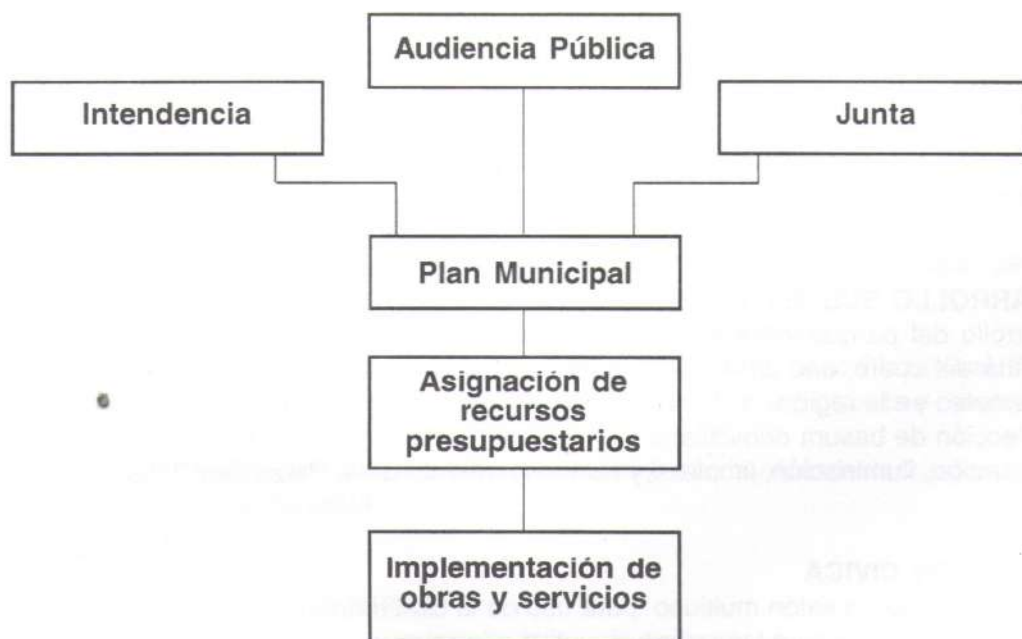 Audiencia Pública
Intendencia
Junta
Plan Municipal
Asignación de
recursos
presupuestarios
Implementación de
obras y servicios